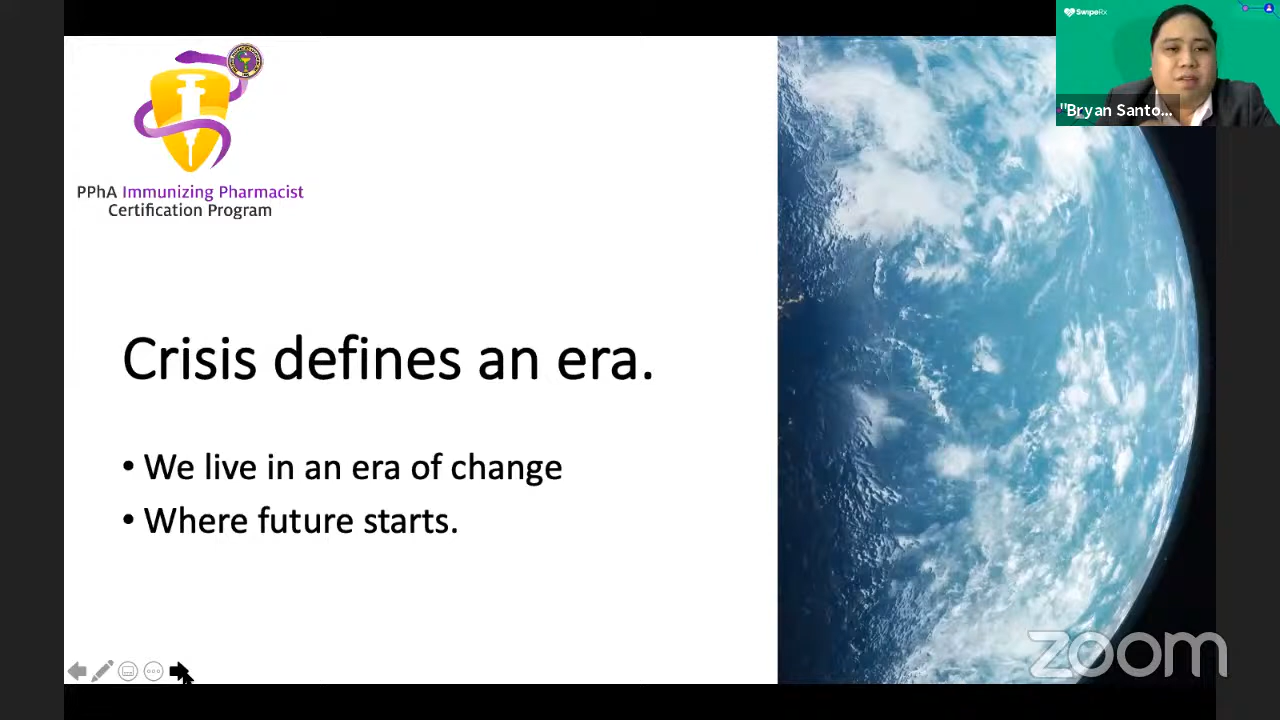 SwipeRx
"Bryan Santo...
PPhA Immunizing Pharmacist
Certification Program
Crisis defines an era.
• We live in an era of change
• Where future starts.
zoom